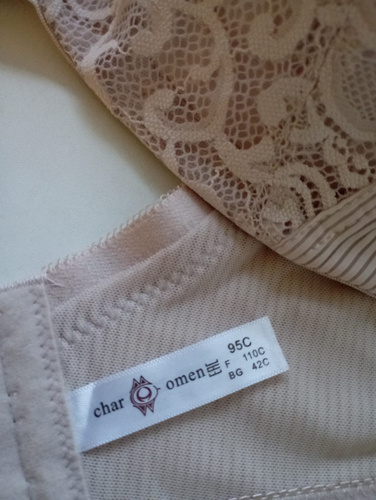 char omen
95C
F 110C
BG 42C